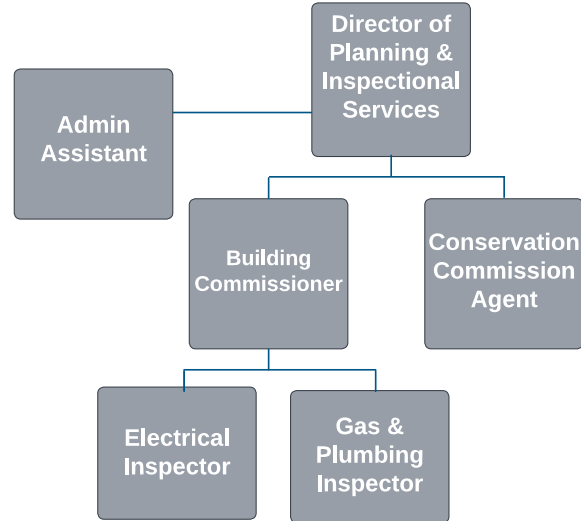 Director of
Planning &
Inspectional
Services
Admin
Assistant
Building
Commissioner
Conservation
Commission
Agent
Electrical
Inspector
Gas &
Plumbing
Inspector